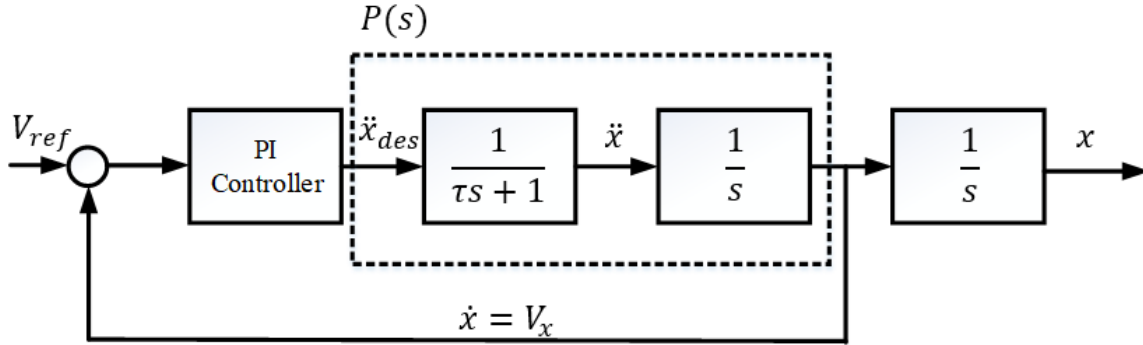 P(s)
V_ref
PI
Controller
ẍ_des
1
τs + 1
ẍ
1
s
1
s
x
ẋ = V_x